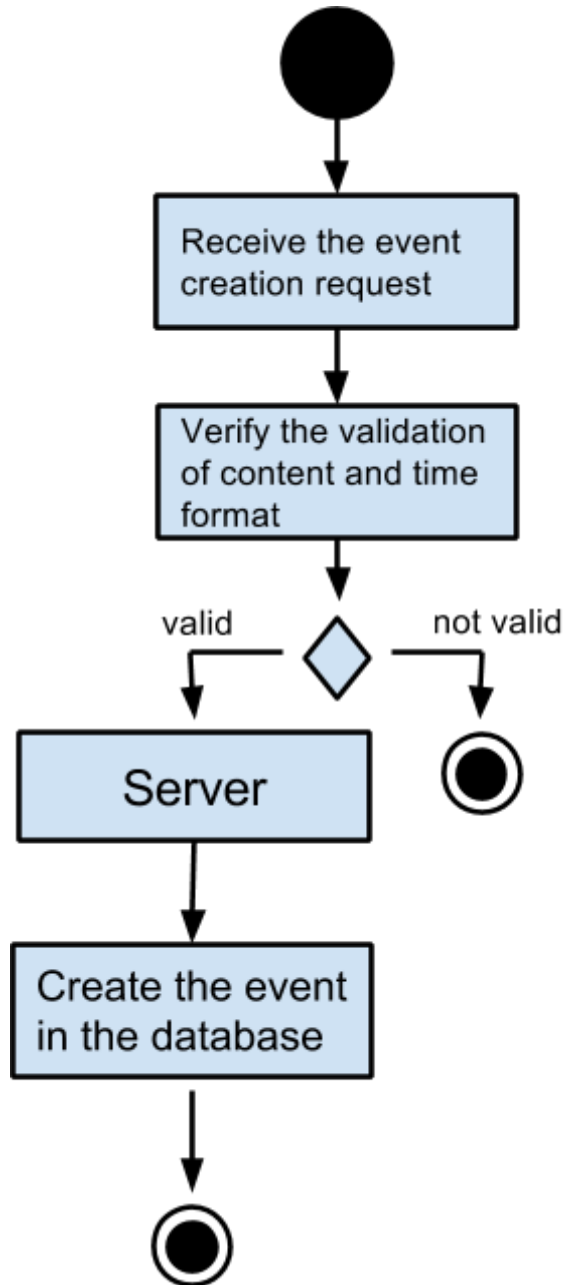 Receive the event
creation request
Verify the validation
of content and time
format
valid
not valid
Server
Create the event
in the database